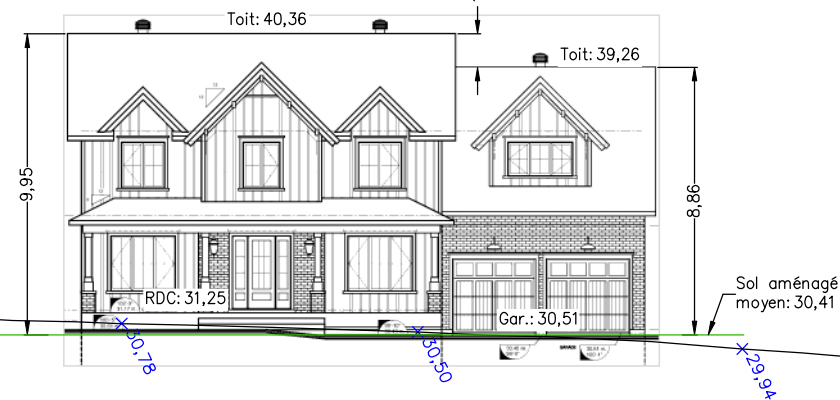 Toit: 40,36
Toit: 39,26
9,95
8,86
Sol aménagé
moyen: 30,41
RDC: 31,25
Gar.: 30,51
30,78
30,50
29,94